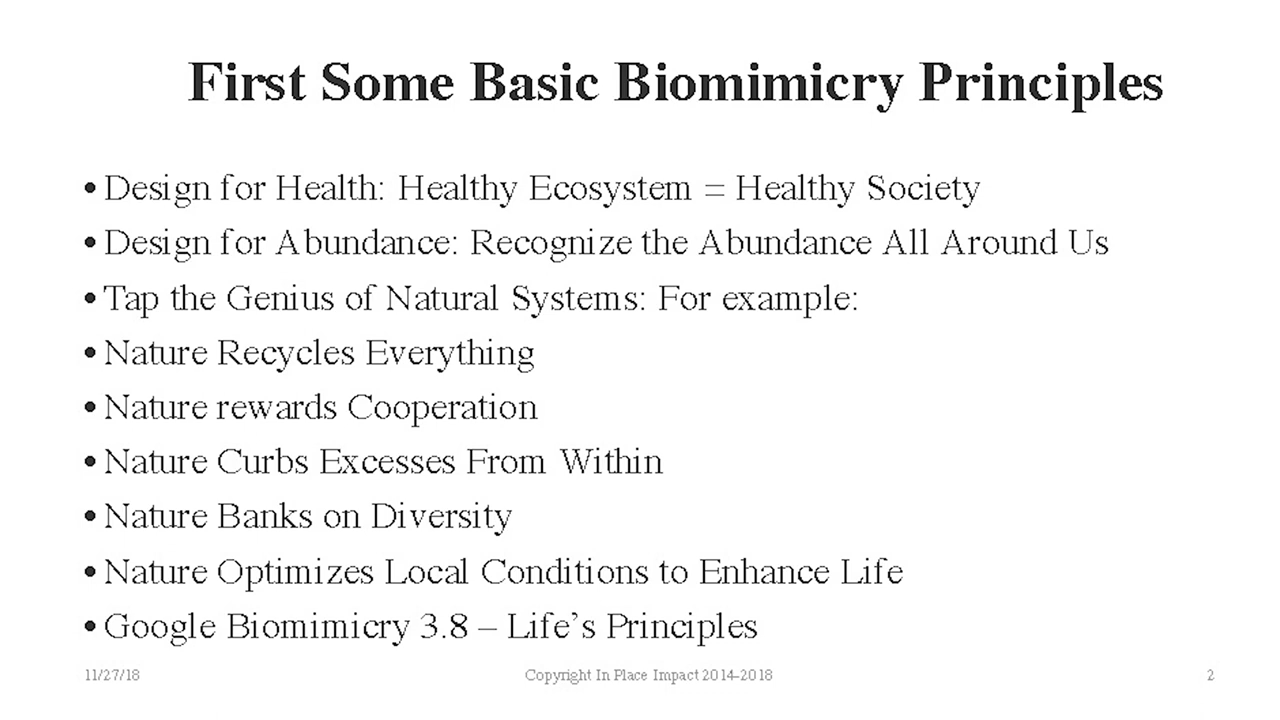 First Some Basic Biomimicry Principles
• Design for Health: Healthy Ecosystem = Healthy Society
• Design for Abundance: Recognize the Abundance All Around Us
• Tap the Genius of Natural Systems: For example:
• Nature Recycles Everything
• Nature rewards Cooperation
• Nature Curbs Excesses From Within
• Nature Banks on Diversity
• Nature Optimizes Local Conditions to Enhance Life
• Google Biomimicry 3.8 – Life’s Principles
11/27/18 Copyright In Place Impact 2014-2018 2